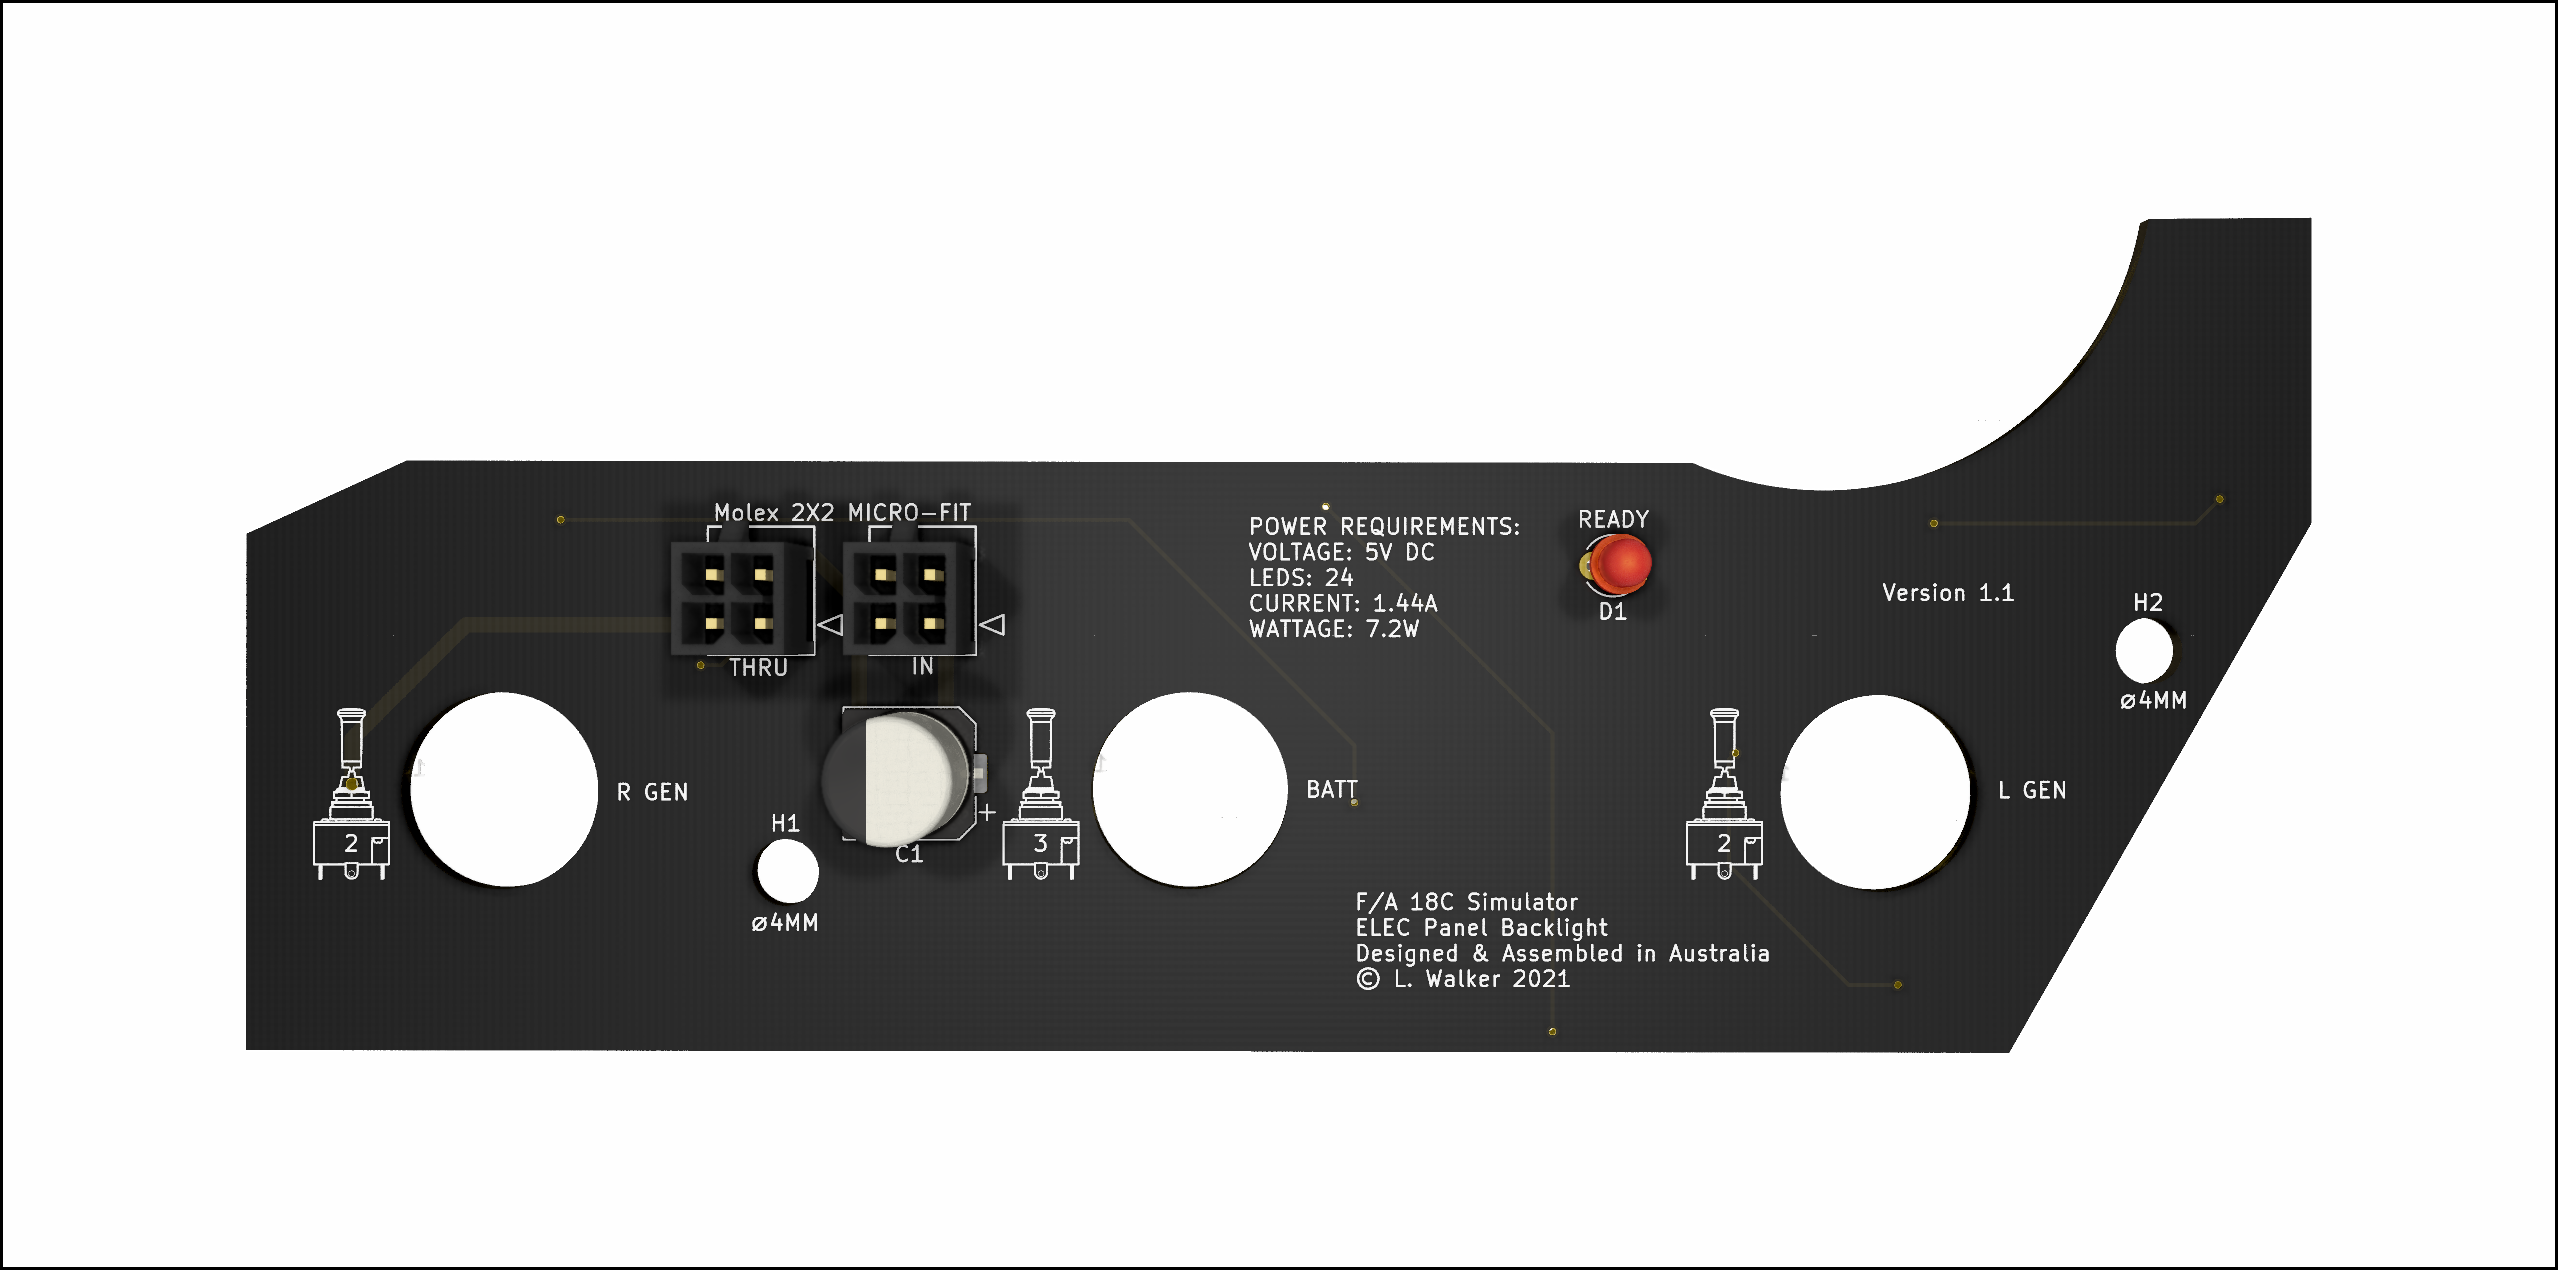 Molex 2X2 MICRO-FIT
THRU
IN
POWER REQUIREMENTS:
VOLTAGE: 5V DC
LEDS: 24
CURRENT: 1.44A
WATTAGE: 7.2W
READY
D1
Version 1.1
H2
⌀4MM
2
R GEN
H1
⌀4MM
+
C1
3
BATT
2
L GEN
F/A 18C Simulator
ELEC Panel Backlight
Designed & Assembled in Australia
© L. Walker 2021